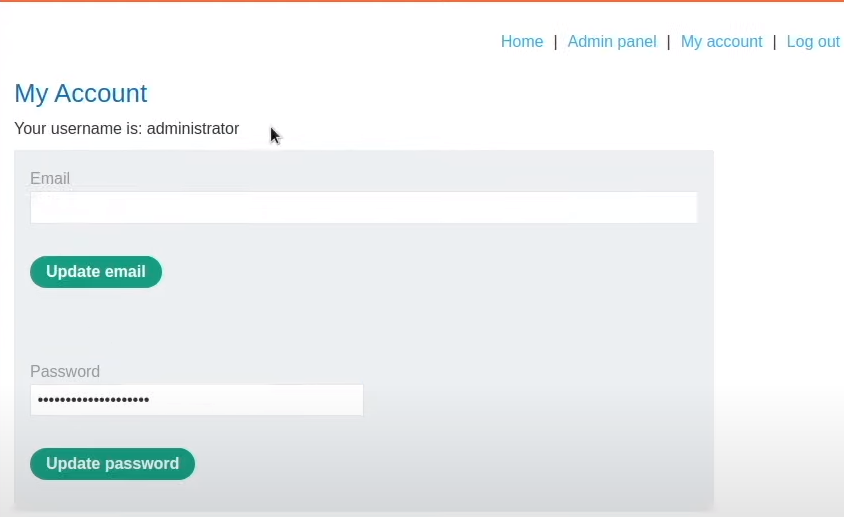 Home | Admin panel | My account | Log out
My Account
Your username is: administrator
Email
Update email
Password
••••••••••••••••••••
Update password